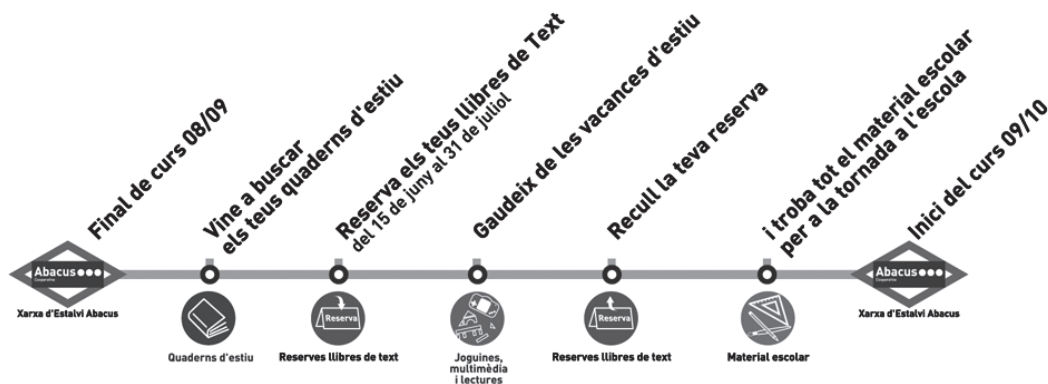 Final de curs 08/09
Vine a buscar
els teus quaderns d'estiu
Reserva els teus llibres de Text
del 15 de juny al 31 de juliol
Gaudeix de les vacances d'estiu
Recull la teva reserva
i troba tot el material escolar
per a la tornada a l'escola
Inici del curs 09/10
Abacus
Cooperativa
Xarxa d'Estalvi Abacus
Quaderns d'estiu
Reserva
Reserves llibres de text
Joguines,
multimèdia
i lectures
Reserva
Reserves llibres de text
Material escolar
Abacus
Cooperativa
Xarxa d'Estalvi Abacus